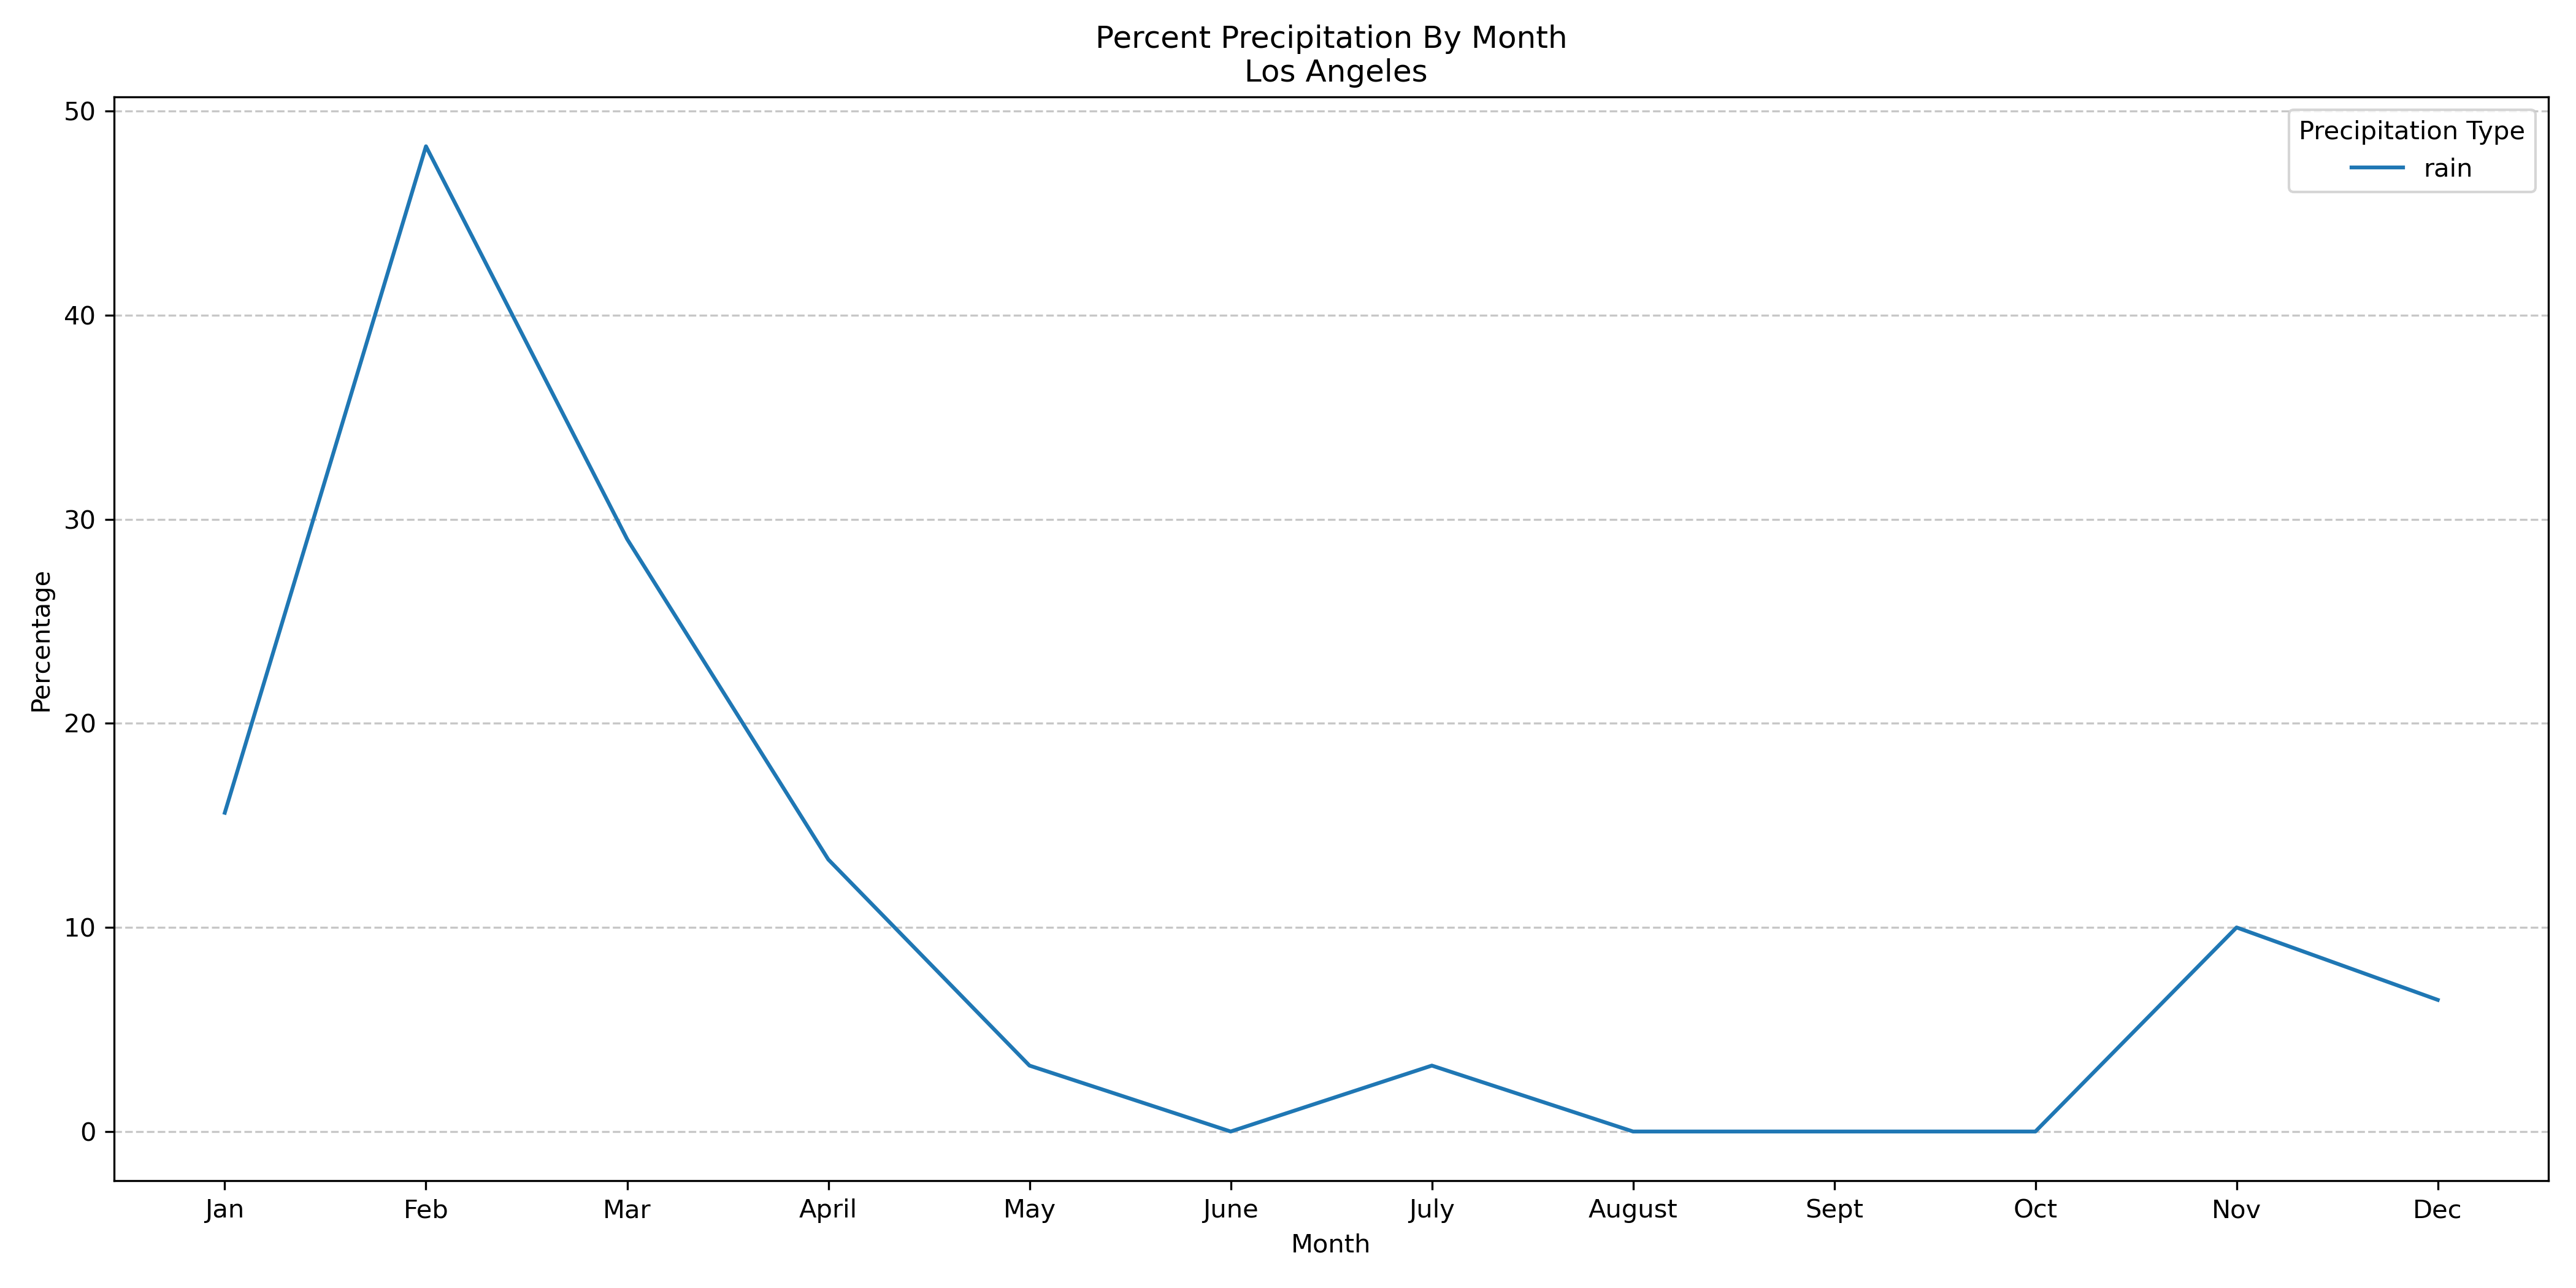 Percent Precipitation By Month
Los Angeles
Precipitation Type
rain
50
40
30
20
10
0
Percentage
Jan Feb Mar April May June July August Sept Oct Nov Dec
Month